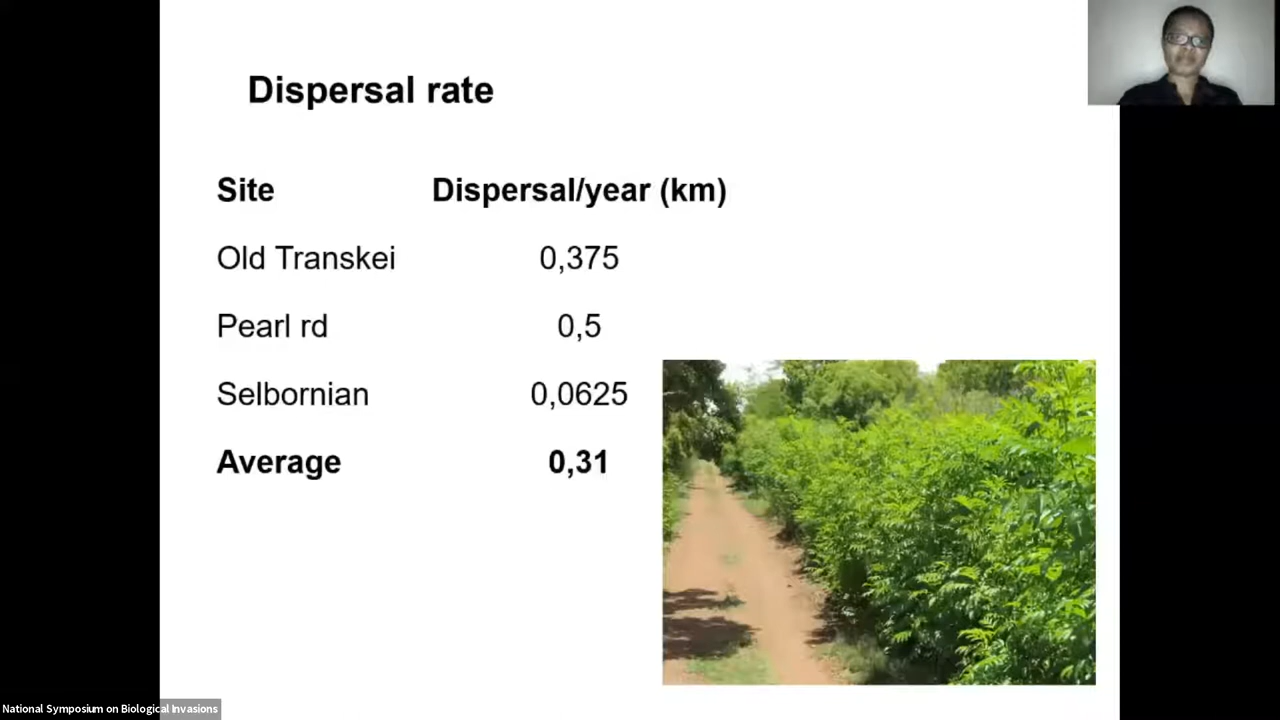 Dispersal rate
Site Dispersal/year (km)
Old Transkei 0,375
Pearl rd 0,5
Selbornian 0,0625
Average 0,31
National Symposium on Biological Invasions